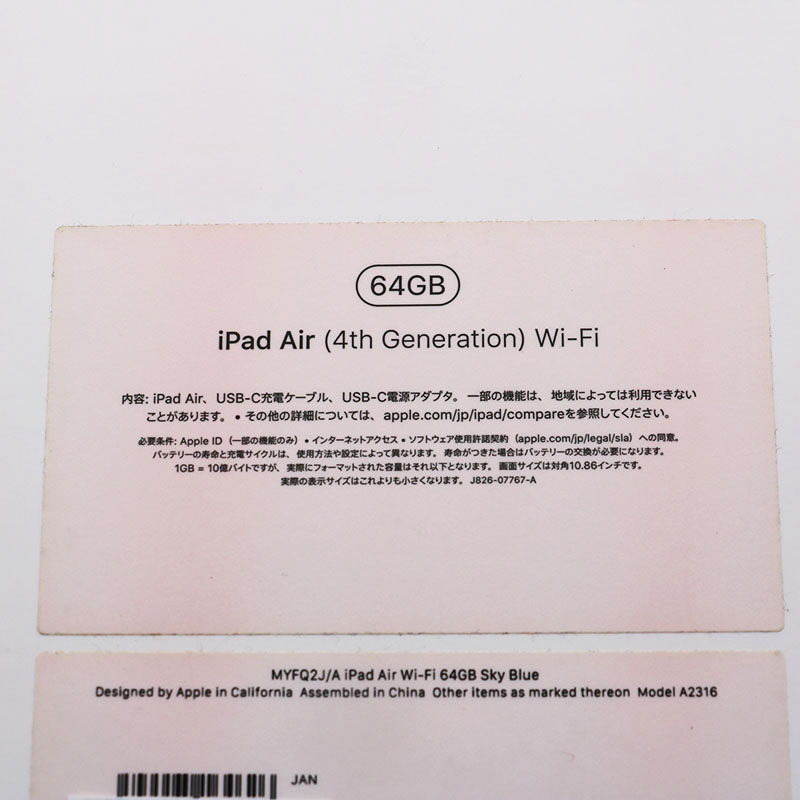 64GB
iPad Air (4th Generation) Wi-Fi
内容: iPad Air、USB-C充電ケーブル、USB-C電源アダプタ。 一部の機能は、地域によっては利用できない
ことがあります。 • その他の詳細については、apple.com/jp/ipad/compareを参照してください。
必要条件: Apple ID（一部の機能のみ）• インターネットアクセス • ソフトウェア使用許諾契約（apple.com/jp/legal/sla）への同意。
バッテリーの寿命と充電サイクルは、使用方法や設定によって異なります。 寿命がつきた場合はバッテリーの交換が必要になります。
1GB = 10億バイトですが、実際にフォーマットされた容量はそれ以下となります。 画面サイズは対角10.86インチです。
実際の表示サイズはこれよりも小さくなります。 J826-07767-A
MYFQ2J/A iPad Air Wi-Fi 64GB Sky Blue
Designed by Apple in California Assembled in China Other items as marked thereon Model A2316
JAN